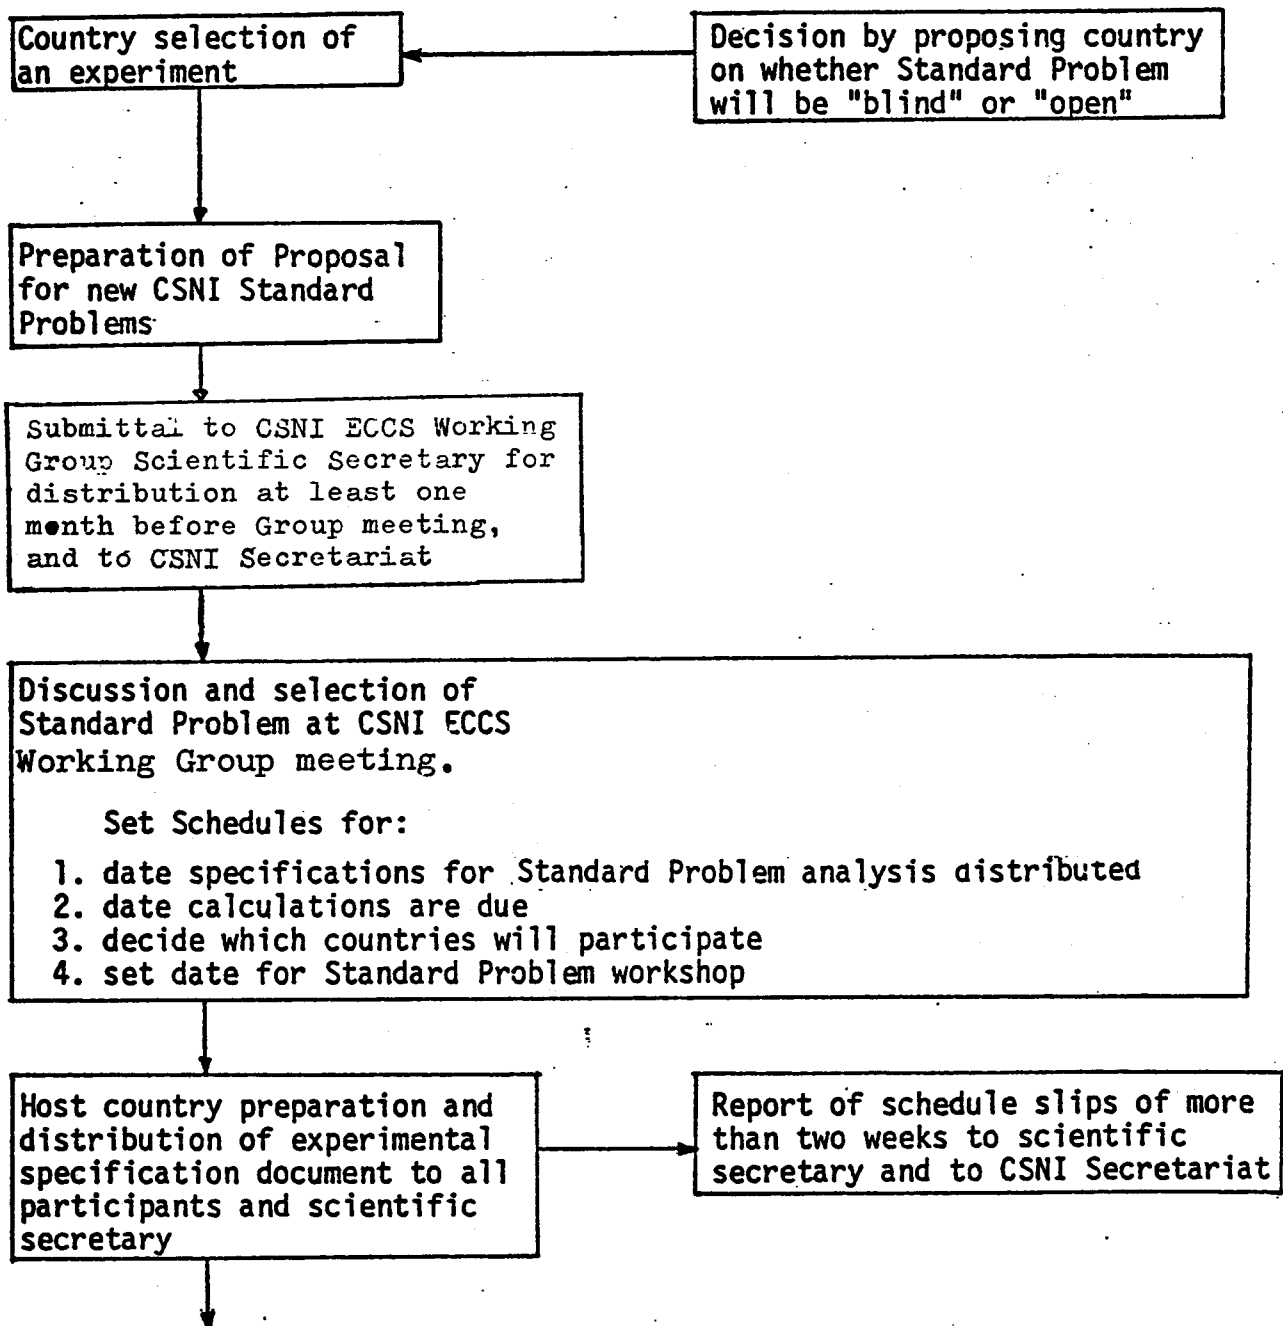 Country selection of
an experiment
Decision by proposing country
on whether Standard Problem
will be "blind" or "open"
Preparation of Proposal
for new CSNI Standard
Problems
Submittal to CSNI ECCS Working
Group Scientific Secretary for
distribution at least one
month before Group meeting,
and to CSNI Secretariat
Discussion and selection of
Standard Problem at CSNI ECCS
Working Group meeting.
Set Schedules for:
1. date specifications for Standard Problem analysis distributed
2. date calculations are due
3. decide which countries will participate
4. set date for Standard Problem workshop
Host country preparation and
distribution of experimental
specification document to all
participants and scientific
secretary
Report of schedule slips of more
than two weeks to scientific
secretary and to CSNI Secretariat